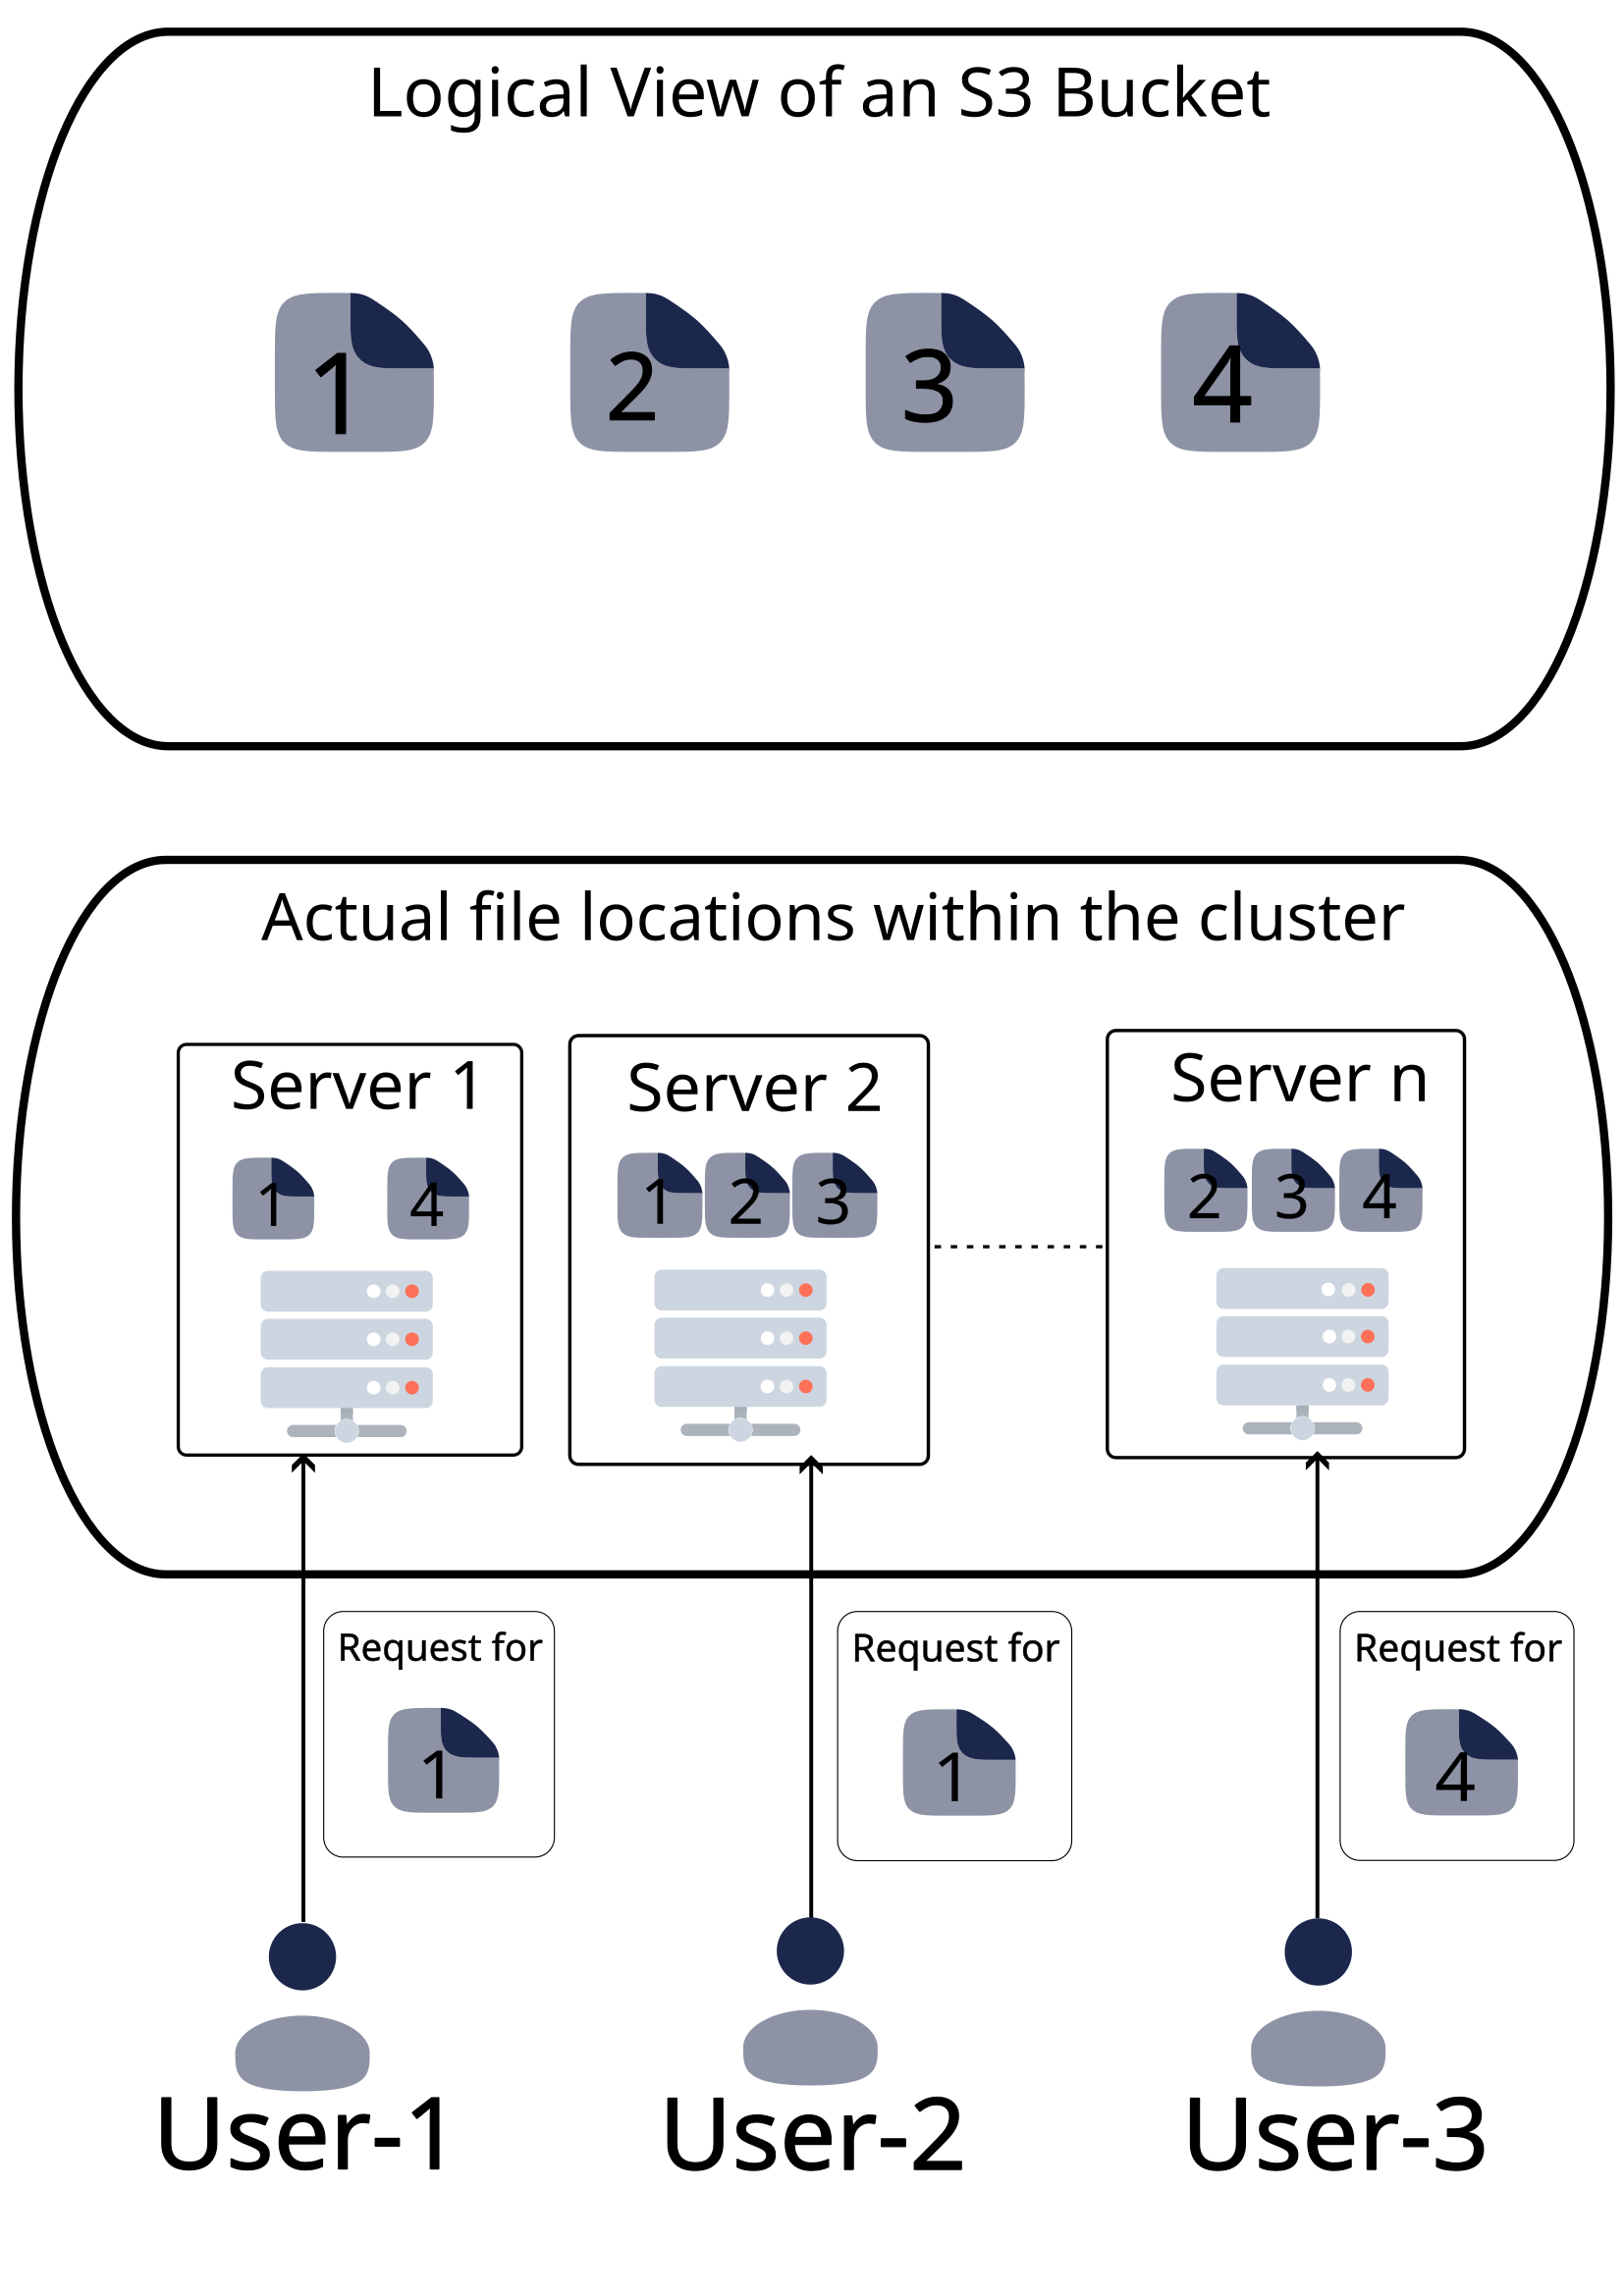 Logical View of an S3 Bucket
1 2 3 4
Actual file locations within the cluster
Server 1
1 4
Server 2
1 2 3
Server n
2 3 4
Request for
1
Request for
1
Request for
4
User-1
User-2
User-3